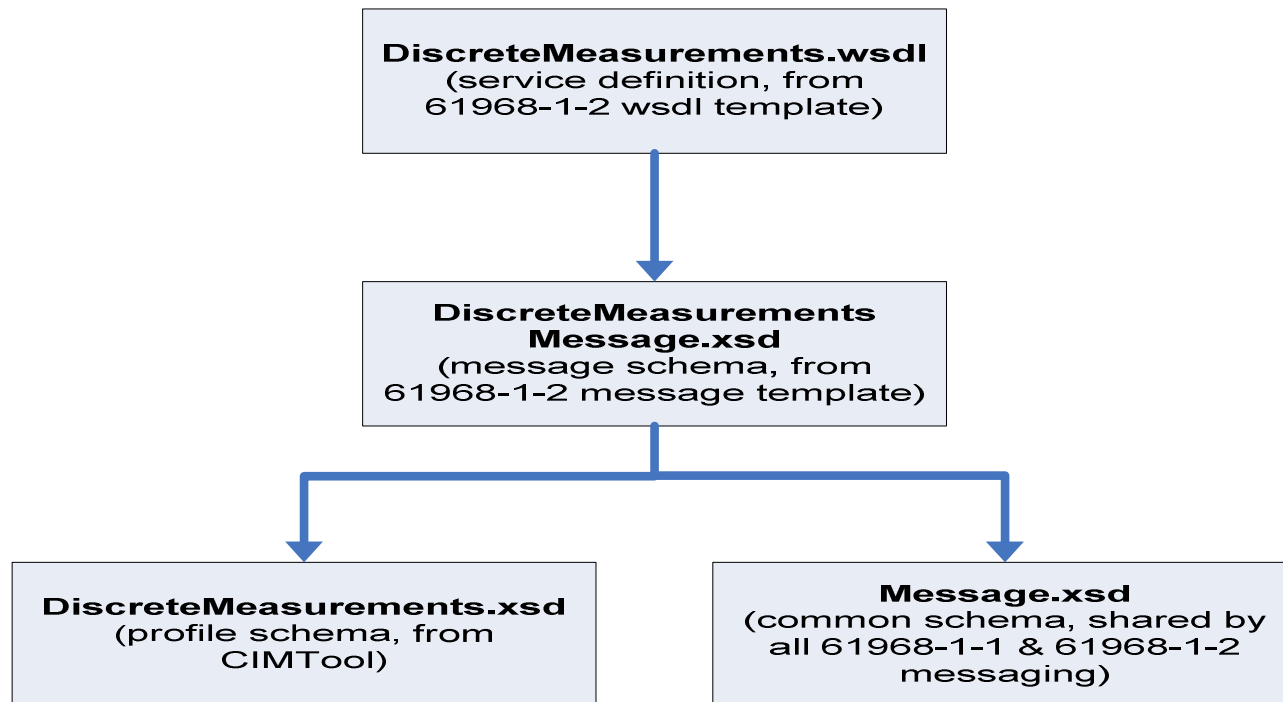 DiscreteMeasurements.wsdl
(service definition, from
61968-1-2 wsdl template)
DiscreteMeasurements
Message.xsd
(message schema, from
61968-1-2 message template)
DiscreteMeasurements.xsd
(profile schema, from
CIMTool)
Message.xsd
(common schema, shared by
all 61968-1-1 & 61968-1-2
messaging)